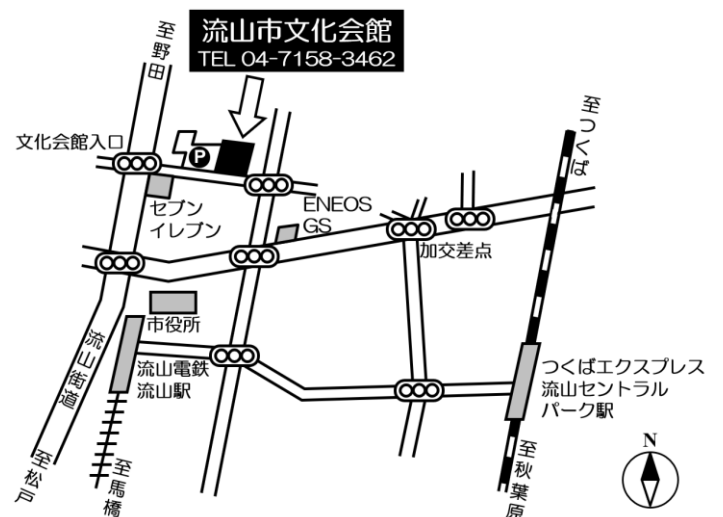 流山市文化会館
TEL 04-7158-3462
至野田
至つくば
文化会館入口
P
セブン
イレブン
ENEOS
GS
加交差点
市役所
流山街道
流山電鉄
流山駅
つくばエクスプレス
流山セントラル
パーク駅
至松戸
至馬橋
至秋葉原
N